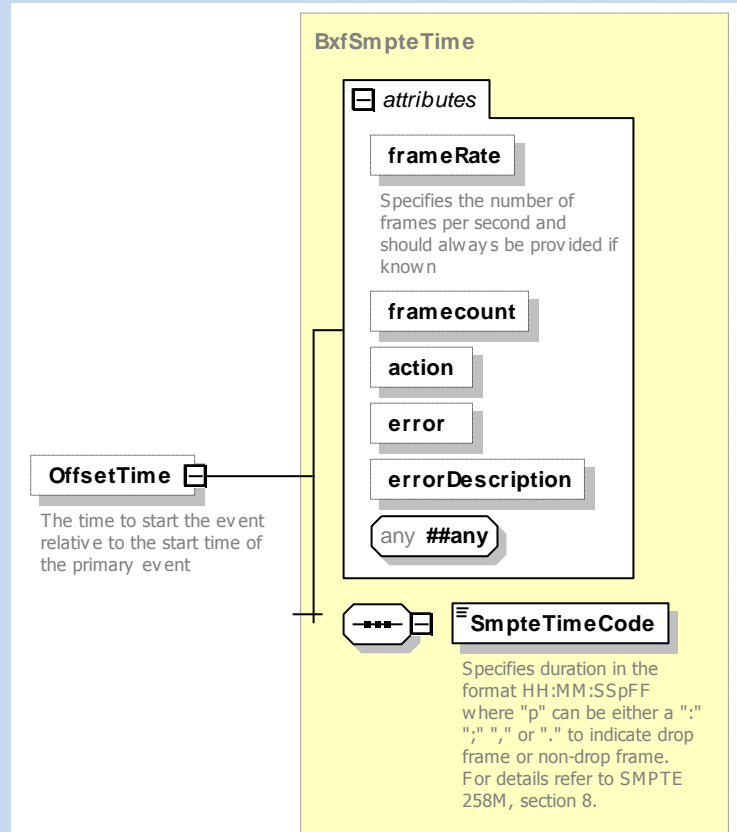 BxfSmpteTime
attributes
frameRate
Specifies the number of
frames per second and
should always be provided if
known
framecount
action
error
errorDescription
any ##any
OffsetTime
The time to start the event
relative to the start time of
the primary event
SmpteTimeCode
Specifies duration in the
format HH:MM:SSpFF
where "p" can be either a ":"
";" "," or "." to indicate drop
frame or non-drop frame.
For details refer to SMPTE
258M, section 8.